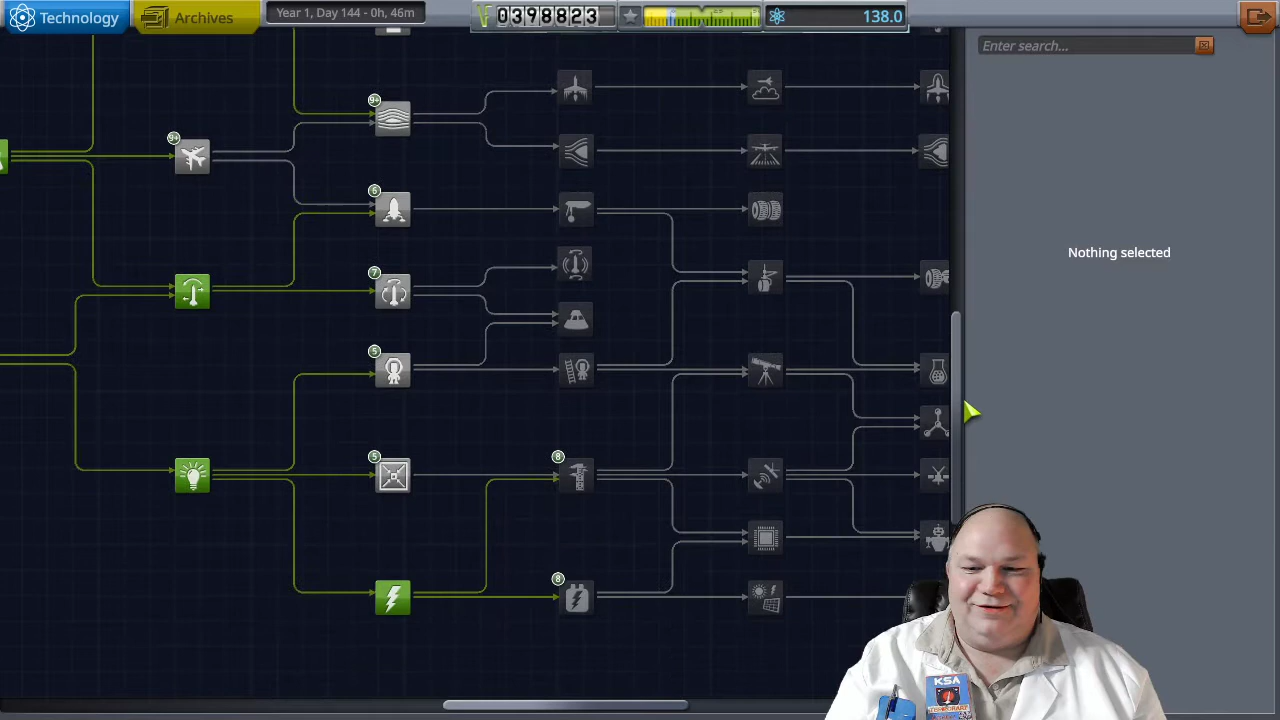 Technology
Archives
Year 1, Day 144 - 0h, 46m
0398823
138.0
Enter search...
Nothing selected
9+
9+
6
7
5
5
8
8
KSA
TEMPORARY